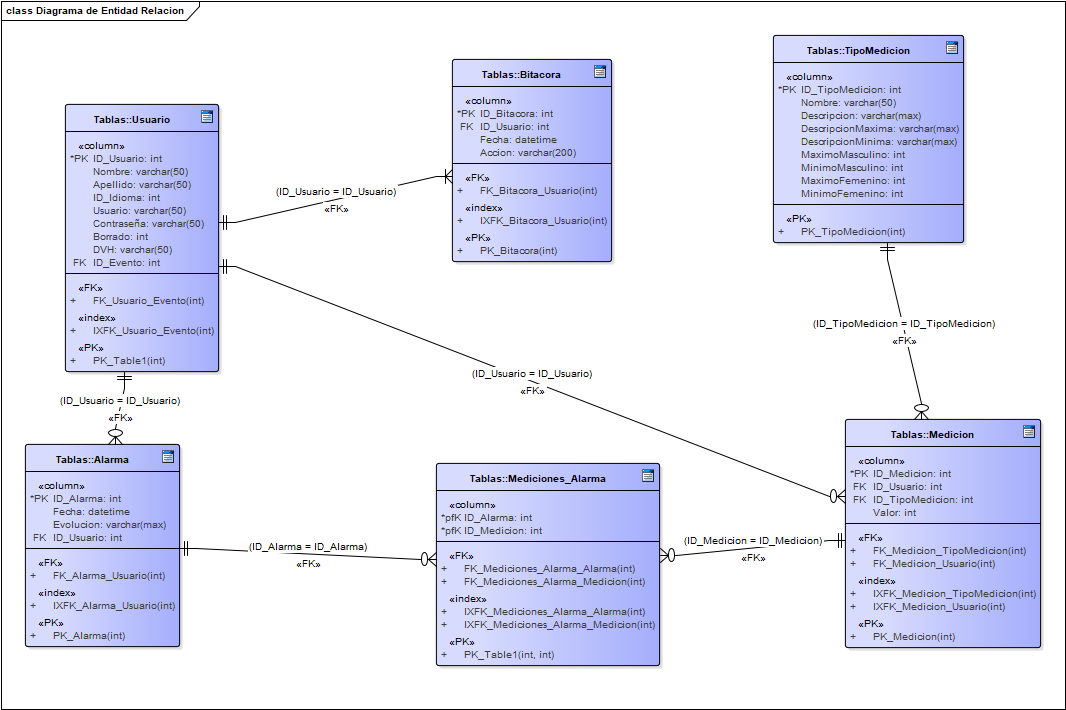 class Diagrama de Entidad Relacion
Tablas::Usuario
«column»
*PK ID_Usuario: int
Nombre: varchar(50)
Apellido: varchar(50)
ID_Idioma: int
Usuario: varchar(50)
Contraseña: varchar(50)
Borrado: int
DVH: varchar(50)
FK ID_Evento: int
«FK»
+ FK_Usuario_Evento(int)
«index»
+ IXFK_Usuario_Evento(int)
«PK»
+ PK_Table1(int)
Tablas::Bitacora
«column»
*PK ID_Bitacora: int
FK ID_Usuario: int
Fecha: datetime
Accion: varchar(200)
«FK»
+ FK_Bitacora_Usuario(int)
«index»
+ IXFK_Bitacora_Usuario(int)
«PK»
+ PK_Bitacora(int)
Tablas::TipoMedicion
«column»
*PK ID_TipoMedicion: int
Nombre: varchar(50)
Descripcion: varchar(max)
DescripcionMaxima: varchar(max)
DescripcionMinima: varchar(max)
MaximoMasculino: int
MinimoMasculino: int
MaximoFemenino: int
MinimoFemenino: int
«PK»
+ PK_TipoMedicion(int)
(ID_Usuario = ID_Usuario)
«FK»
(ID_TipoMedicion = ID_TipoMedicion)
«FK»
(ID_Usuario = ID_Usuario)
«FK»
(ID_Usuario = ID_Usuario)
«FK»
Tablas::Alarma
«column»
*PK ID_Alarma: int
Fecha: datetime
Evolucion: varchar(max)
FK ID_Usuario: int
«FK»
+ FK_Alarma_Usuario(int)
«index»
+ IXFK_Alarma_Usuario(int)
«PK»
+ PK_Alarma(int)
(ID_Alarma = ID_Alarma)
«FK»
Tablas::Mediciones_Alarma
«column»
*pfK ID_Alarma: int
*pfK ID_Medicion: int
«FK»
+ FK_Mediciones_Alarma_Alarma(int)
+ FK_Mediciones_Alarma_Medicion(int)
«index»
+ IXFK_Mediciones_Alarma_Alarma(int)
+ IXFK_Mediciones_Alarma_Medicion(int)
«PK»
+ PK_Table1(int, int)
(ID_Medicion = ID_Medicion)
«FK»
Tablas::Medicion
«column»
*PK ID_Medicion: int
FK ID_Usuario: int
FK ID_TipoMedicion: int
Valor: int
«FK»
+ FK_Medicion_TipoMedicion(int)
+ FK_Medicion_Usuario(int)
«index»
+ IXFK_Medicion_TipoMedicion(int)
+ IXFK_Medicion_Usuario(int)
«PK»
+ PK_Medicion(int)